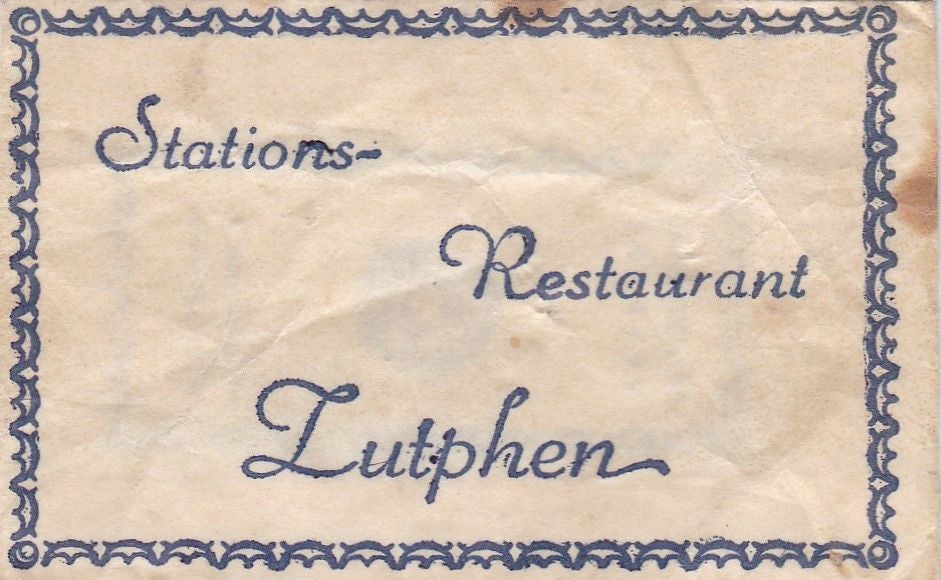 Stations-
Restaurant
Zutphen